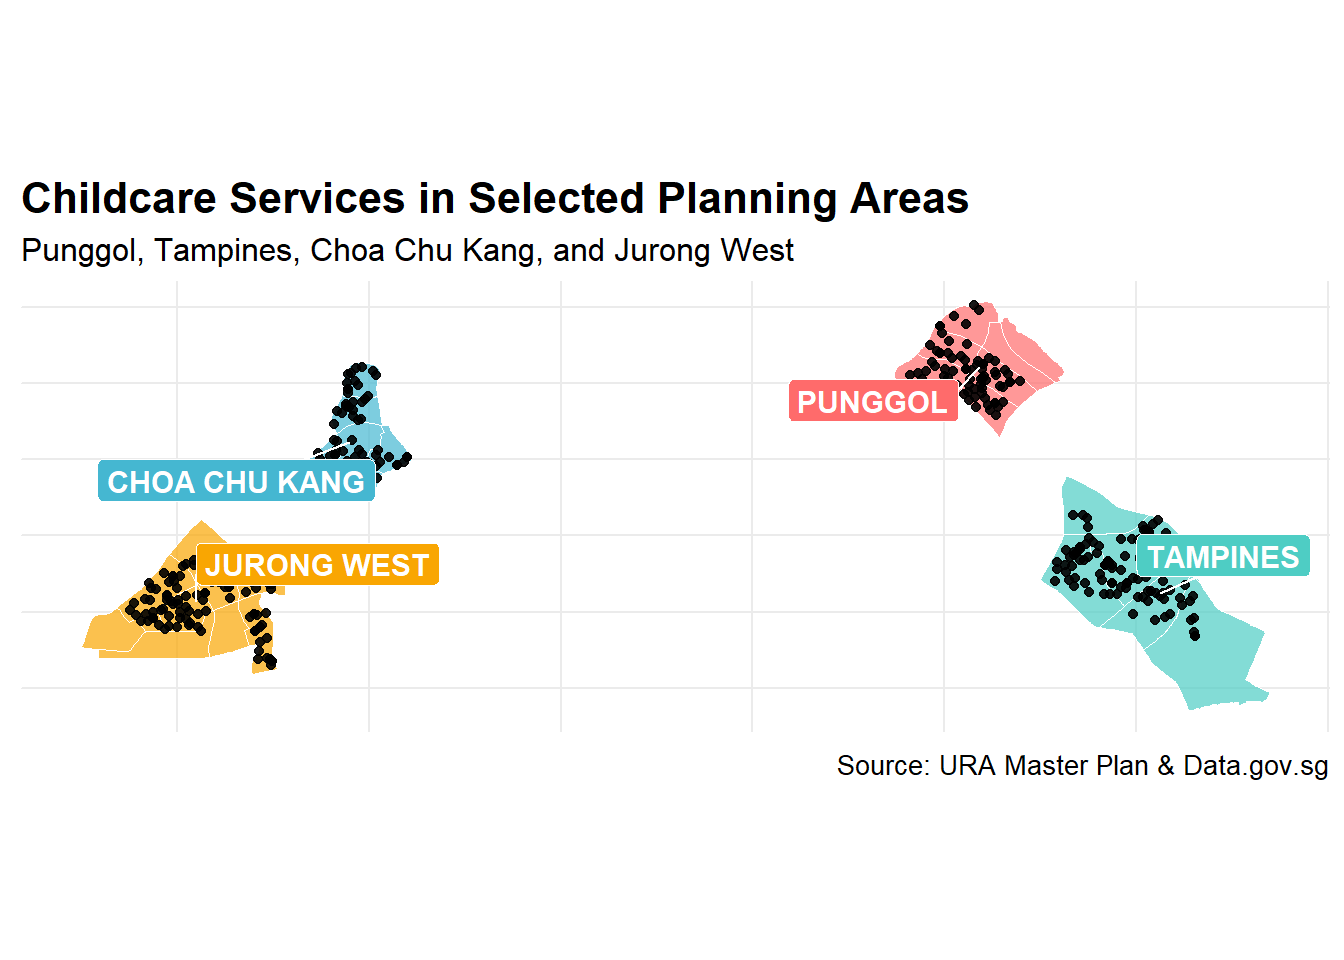 Childcare Services in Selected Planning Areas
Punggol, Tampines, Choa Chu Kang, and Jurong West
PUNGGOL
CHOA CHU KANG
TAMPINES
JURONG WEST
Source: URA Master Plan & Data.gov.sg